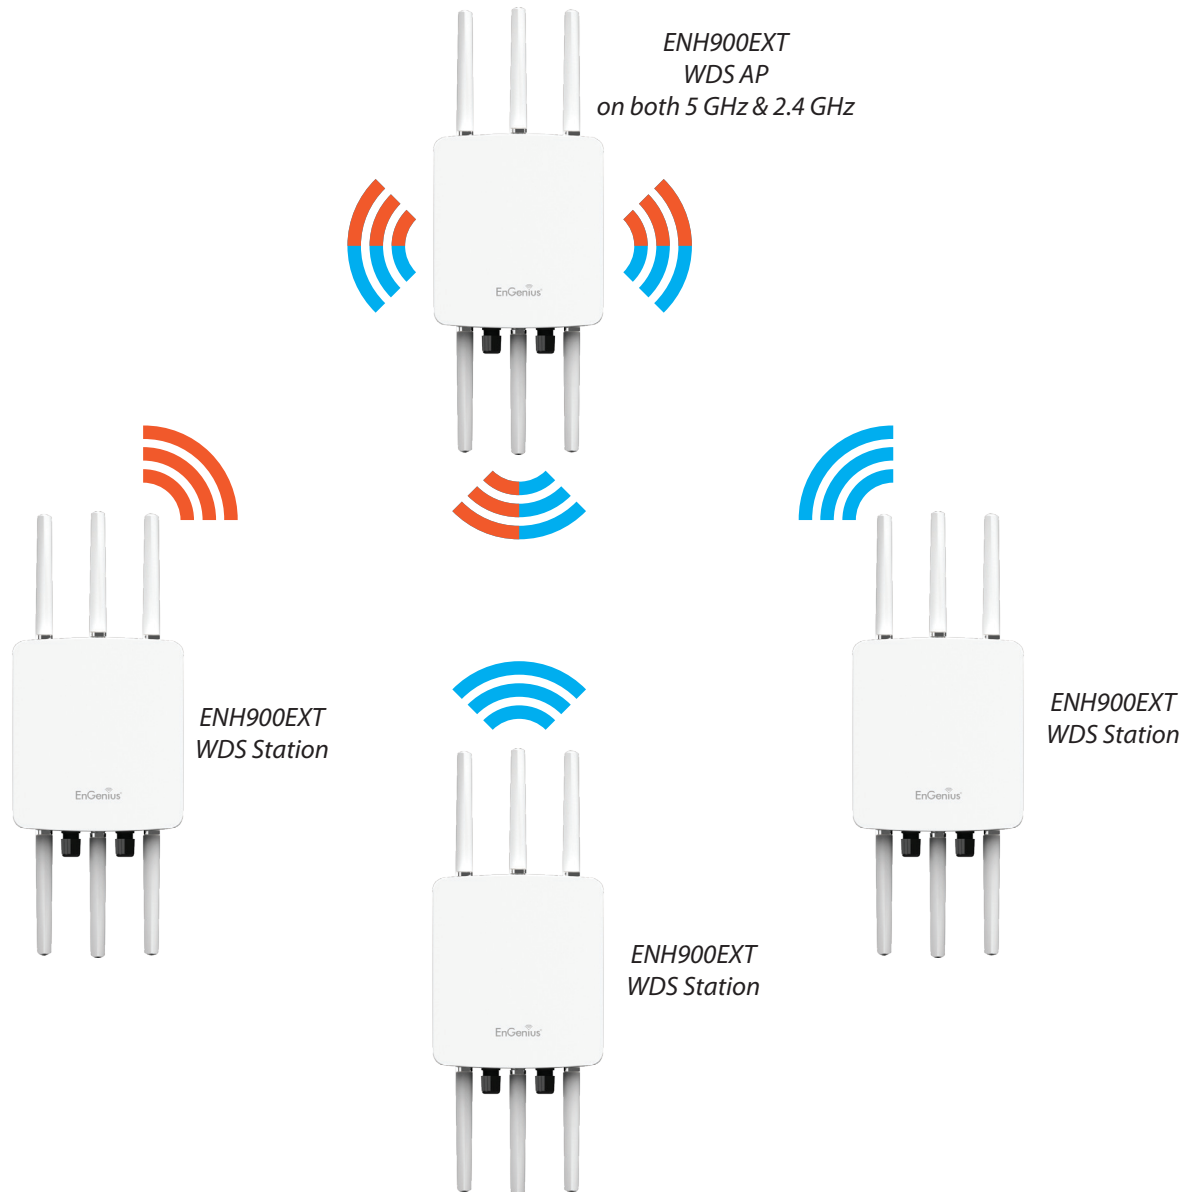 ENH900EXT
WDS AP
on both 5 GHz & 2.4 GHz
EnGenius
ENH900EXT
WDS Station
EnGenius
ENH900EXT
WDS Station
EnGenius
ENH900EXT
WDS Station
EnGenius